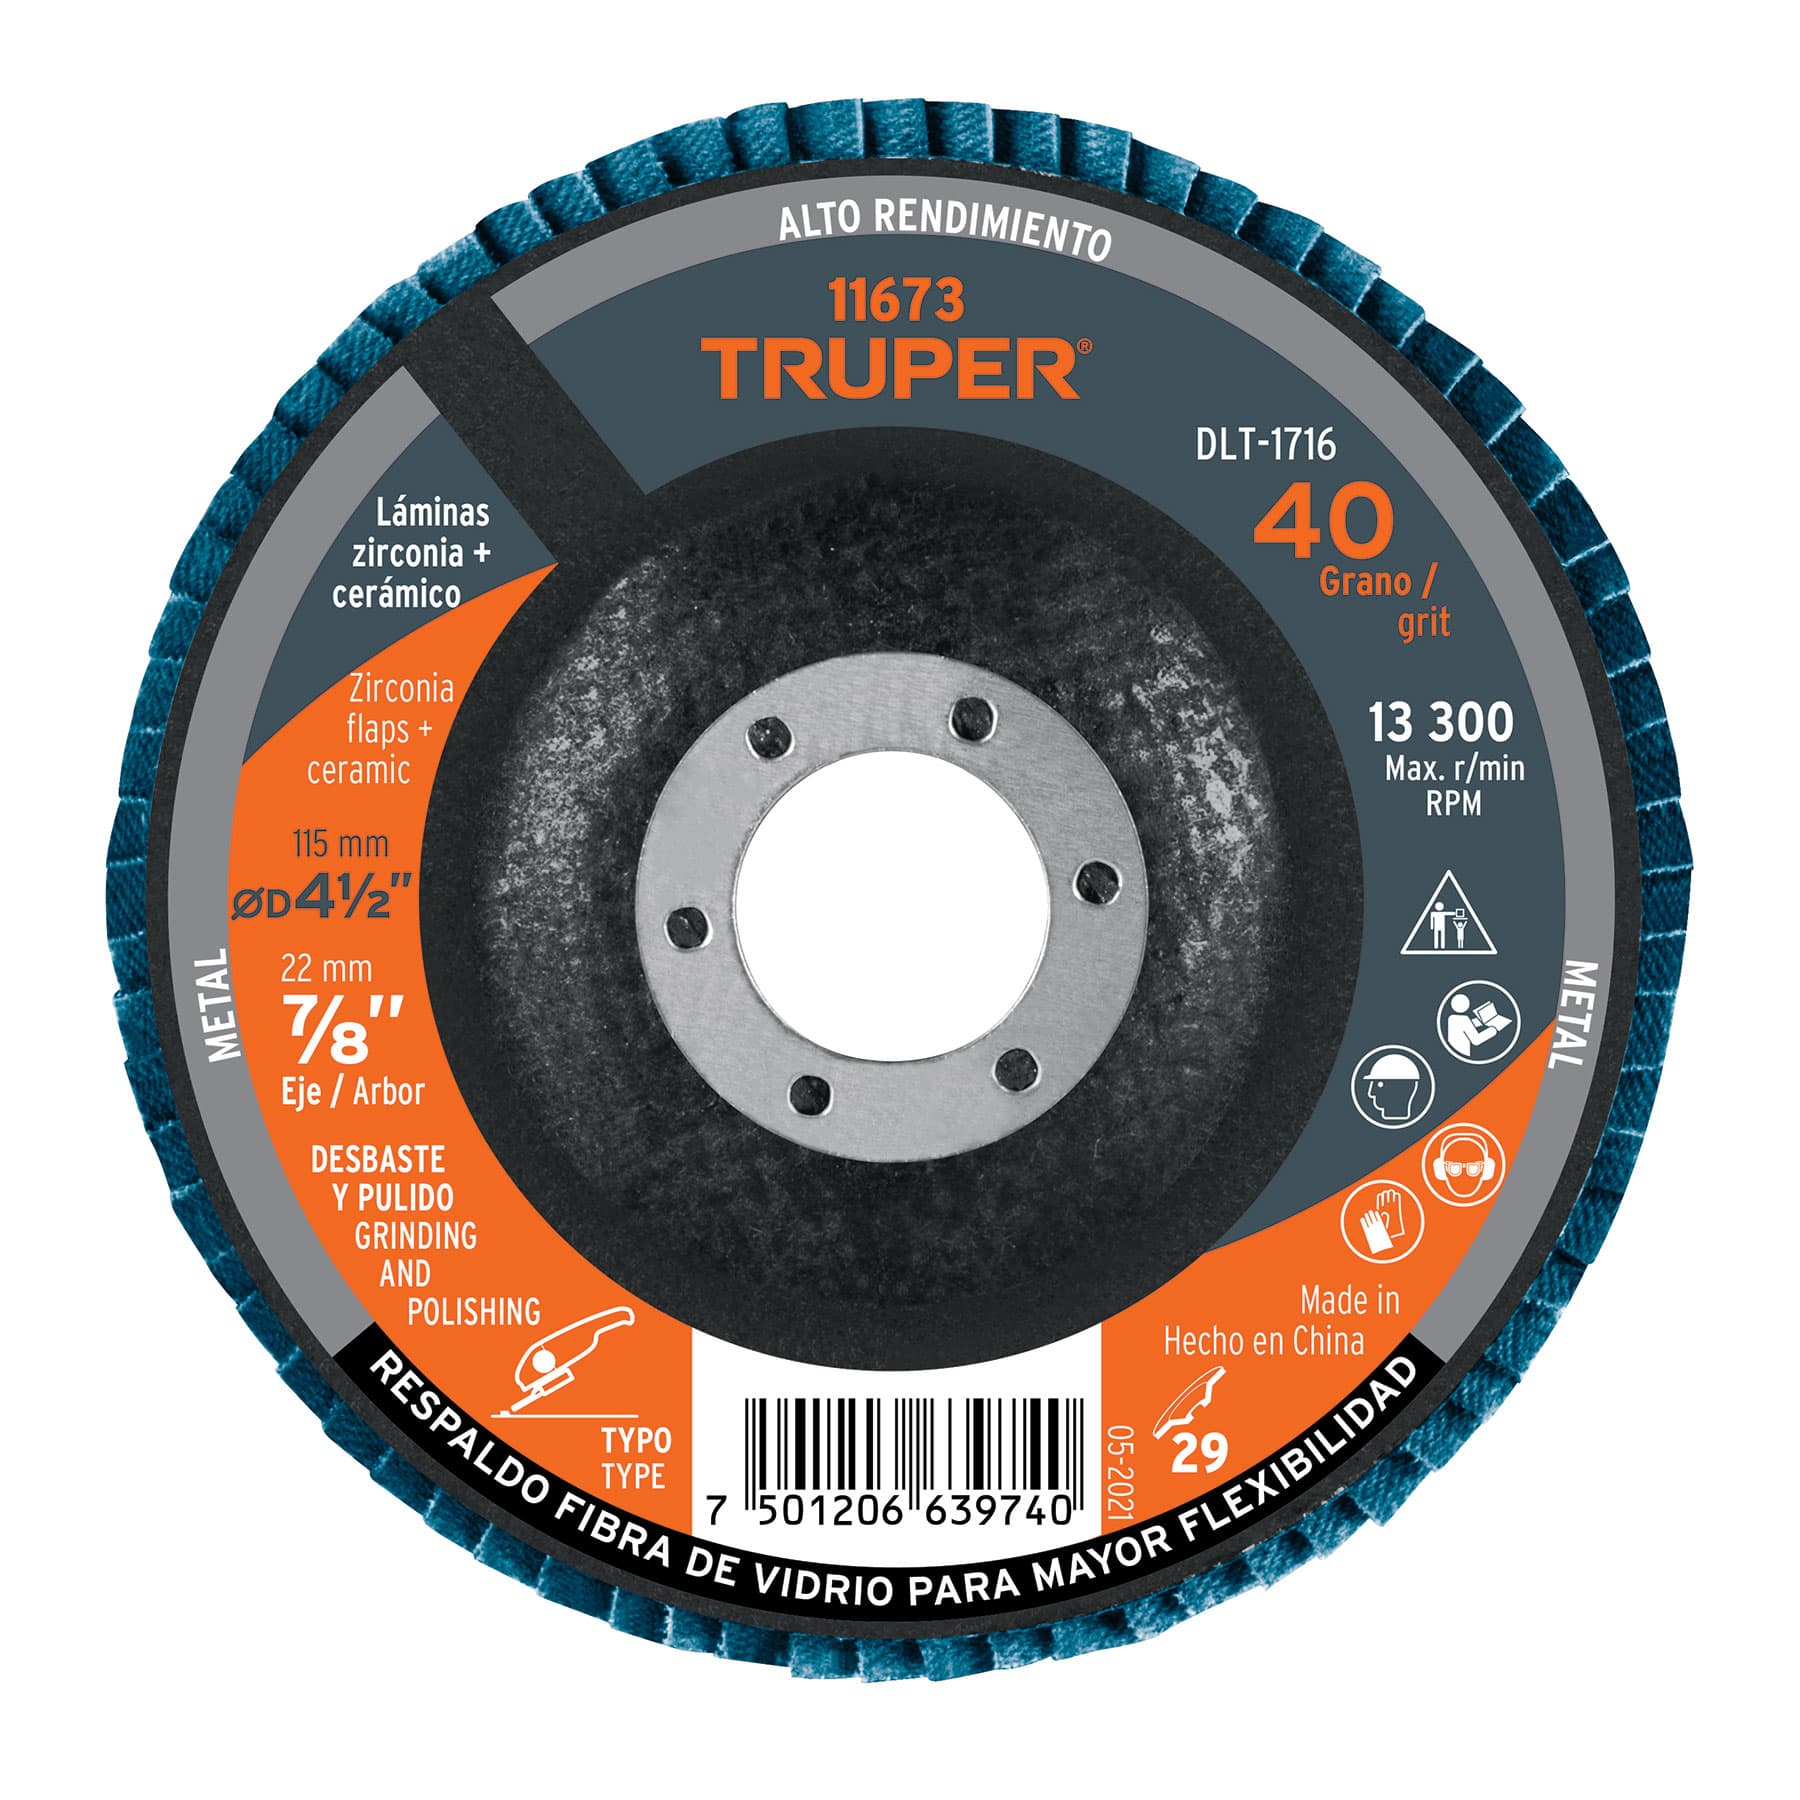 ALTO RENDIMIENTO
11673
TRUPER®
DLT-1716
40
Grano /
grit
13 300
Max. r/min
RPM
METAL
Láminas
zirconia +
cerámico
Zirconia
flaps +
ceramic
115 mm
ØD 4½"
22 mm
7/8"
Eje / Arbor
METAL
DESBASTE
Y PULIDO
GRINDING
AND
POLISHING
TYPO
TYPE
Made in
Hecho en China
29
05-2021
7 501206 639740
RESPALDO FIBRA DE VIDRIO PARA MAYOR FLEXIBILIDAD